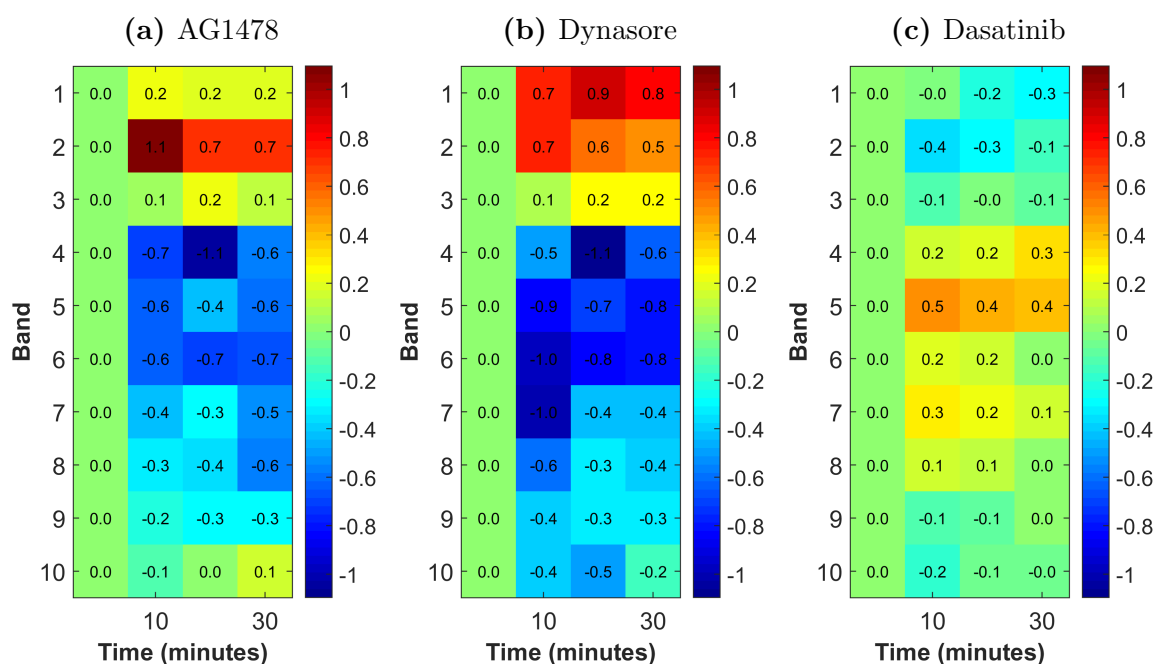 (a) AG1478
1 0.0 0.2 0.2 0.2
2 0.0 1.1 0.7 0.7
3 0.0 0.1 0.2 0.1
4 0.0 -0.7 -1.1 -0.6
5 0.0 -0.6 -0.4 -0.6
6 0.0 -0.6 -0.7 -0.7
7 0.0 -0.4 -0.3 -0.5
8 0.0 -0.3 -0.4 -0.6
9 0.0 -0.2 -0.3 -0.3
10 0.0 -0.1 0.0 0.1
Band
10 30
Time (minutes)
1
0.8
0.6
0.4
0.2
0
-0.2
-0.4
-0.6
-0.8
-1
(b) Dynasore
1 0.0 0.7 0.9 0.8
2 0.0 0.7 0.6 0.5
3 0.0 0.1 0.2 0.2
4 0.0 -0.5 -1.1 -0.6
5 0.0 -0.9 -0.7 -0.8
6 0.0 -1.0 -0.8 -0.8
7 0.0 -1.0 -0.4 -0.4
8 0.0 -0.6 -0.3 -0.4
9 0.0 -0.4 -0.3 -0.3
10 0.0 -0.4 -0.5 -0.2
Band
10 30
Time (minutes)
1
0.8
0.6
0.4
0.2
0
-0.2
-0.4
-0.6
-0.8
-1
(c) Dasatinib
1 0.0 -0.0 -0.2 -0.3
2 0.0 -0.4 -0.3 -0.1
3 0.0 -0.1 -0.0 -0.1
4 0.0 0.2 0.2 0.3
5 0.0 0.5 0.4 0.4
6 0.0 0.2 0.2 0.0
7 0.0 0.3 0.2 0.1
8 0.0 0.1 0.1 0.0
9 0.0 -0.1 -0.1 0.0
10 0.0 -0.2 -0.1 -0.0
Band
10 30
Time (minutes)
1
0.8
0.6
0.4
0.2
0
-0.2
-0.4
-0.6
-0.8
-1